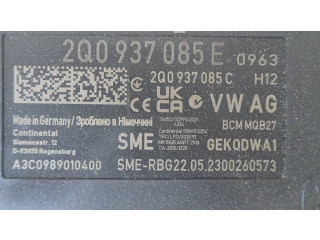 2Q0 937 085 E 0963
2Q0 937 085 C H12
VW AG
Made in Germany / Зроблено в Німеччині
BCM MQB27
Continental
Siemensstr. 12
D-93055 Regensburg
SME
GEKQDWA1
A3C0989010400
SME-RBG22.05.2300260573